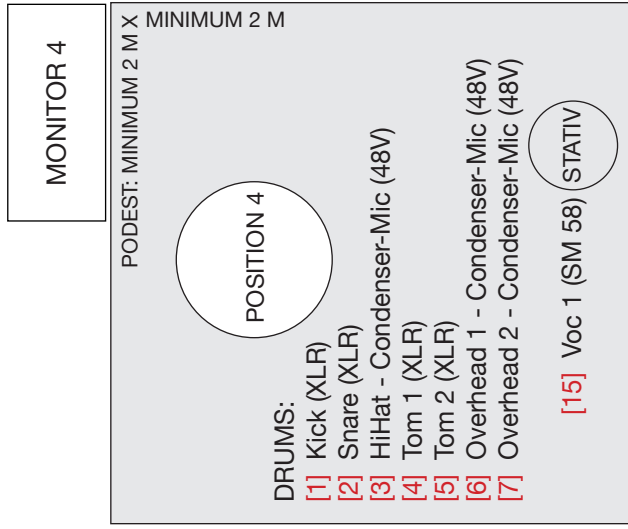 MONITOR 4
PODEST: MINIMUM 2 M X
MINIMUM 2 M
POSITION 4
DRUMS:
[1] Kick (XLR)
[2] Snare (XLR)
[3] HiHat - Condenser-Mic (48V)
[4] Tom 1 (XLR)
[5] Tom 2 (XLR)
[6] Overhead 1 - Condenser-Mic (48V)
[7] Overhead 2 - Condenser-Mic (48V)
[15] Voc 1 (SM 58) STATIV